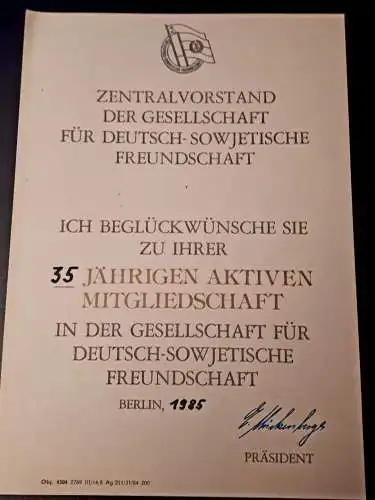 ZENTRALVORSTAND
DER GESELLSCHAFT
FÜR DEUTSCH-SOWJETISCHE
FREUNDSCHAFT
ICH BEGLÜCKWÜNSCHE SIE
ZU IHRER
35 JÄHRIGEN AKTIVEN
MITGLIEDSCHAFT
IN DER GESELLSCHAFT FÜR
DEUTSCH-SOWJETISCHE
FREUNDSCHAFT
BERLIN, 1985
PRÄSIDENT